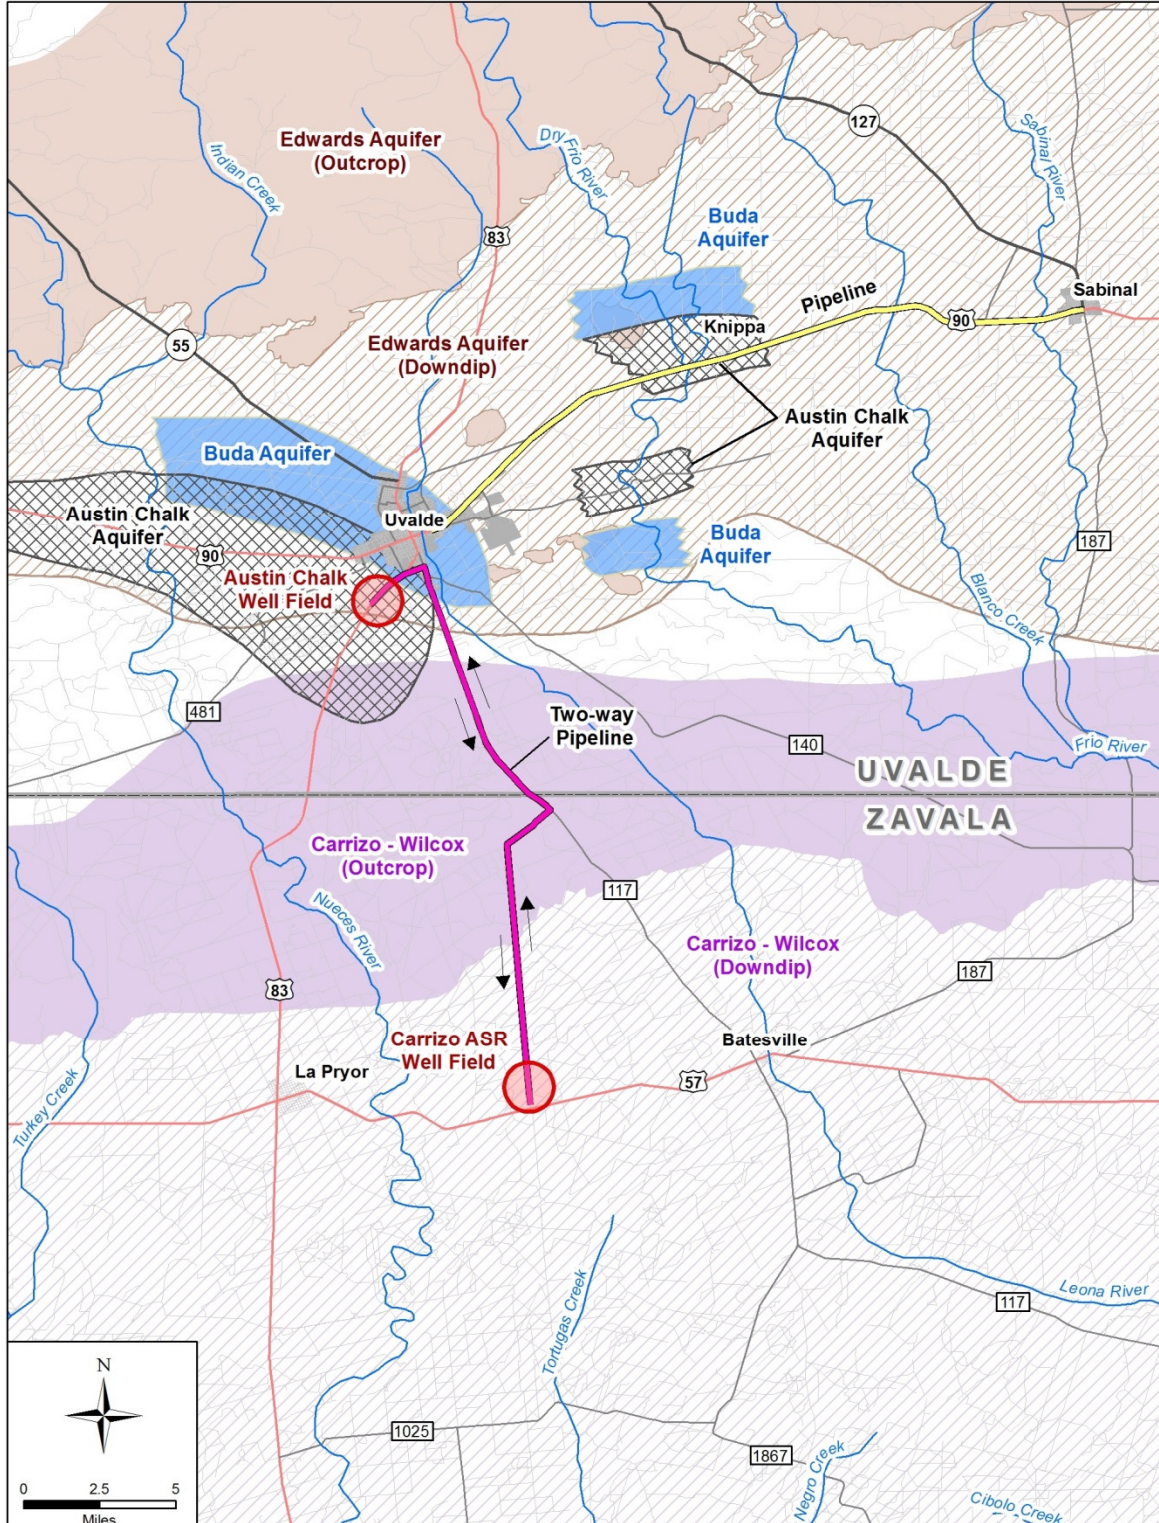 127
Edwards Aquifer
(Outcrop)
Indian Creek
Dry Frio River
Sabinal River
83
Buda
Aquifer
Sabinal
Pipeline
90
Knippa
55
Edwards Aquifer
(Downdip)
Austin Chalk
Aquifer
Buda Aquifer
Uvalde
Austin Chalk
Aquifer
90
Buda
Aquifer
187
Austin Chalk
Well Field
Blanco Creek
481
Two-way
Pipeline
140
Frio River
UVALDE
ZAVALA
Carrizo - Wilcox
(Outcrop)
117
Nueces River
Carrizo - Wilcox
(Downdip)
187
83
Carrizo ASR
Well Field
Batesville
La Pryor
57
Turkey Creek
Leona River
117
Tortugas Creek
N
1025
1867
Negro Creek
Cibolo Creek
0 2.5 5
Miles